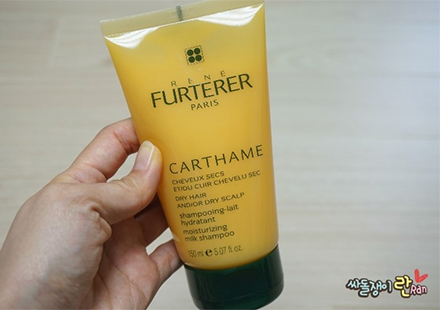 RENE
FURTERER
PARIS
CARTHAME
CHEVEUX SECS
ET/OU CUIR CHEVELU SEC
DRY HAIR
AND/OR DRY SCALP
shampooing-lait
hydratant
moisturizing
milk shampoo
150 ml ℮ 5.07 fl.oz.
싸돌쟁이 란
Ran